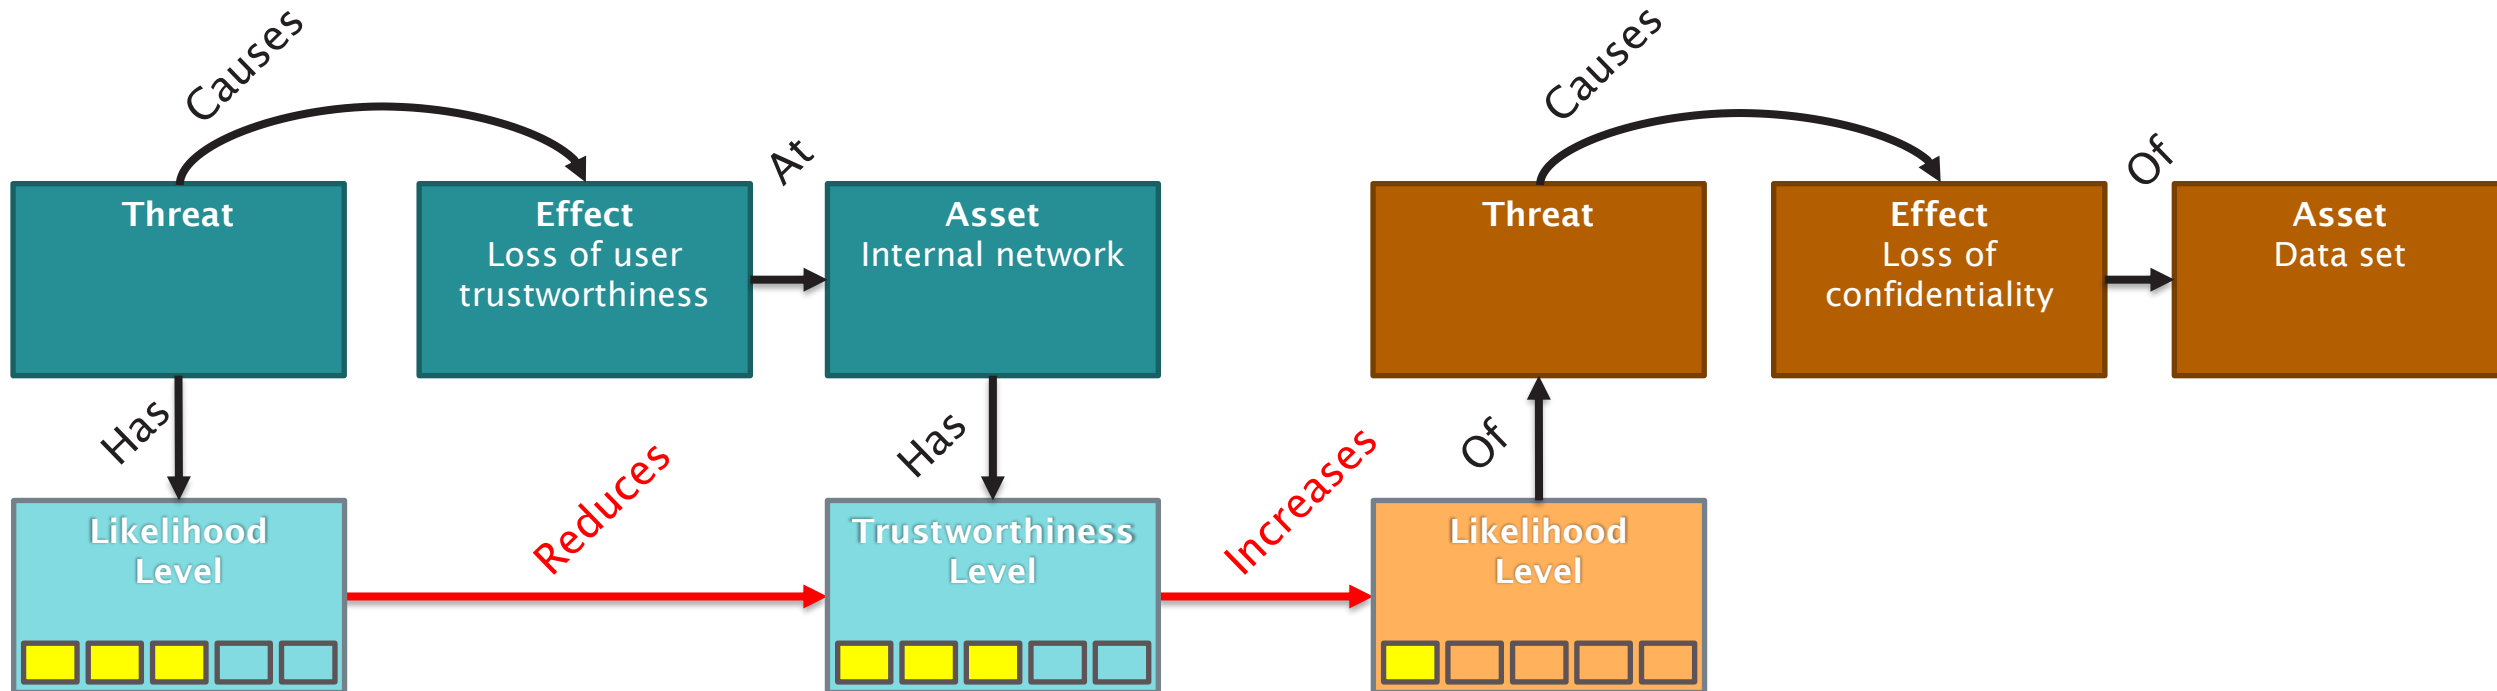 Causes
Causes
At
Of
Threat
Effect
Loss of user
trustworthiness
Asset
Internal network
Threat
Effect
Loss of
confidentiality
Asset
Data set
Has
Reduces
Has
Increases
Of
Likelihood
Level
Trustworthiness
Level
Likelihood
Level